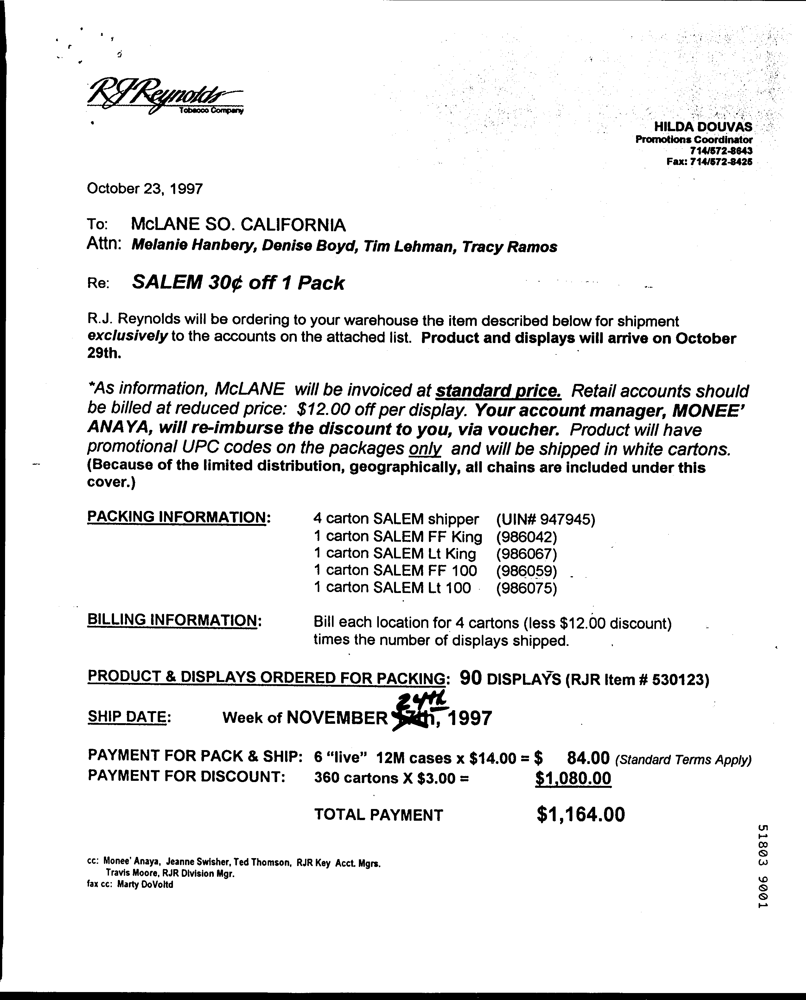 RJReynolds
Tobacco Company
HILDA DOUVAS
Promotions Coordinator
714/672-8643
Fax: 714/672-8426
October 23, 1997
To: McLANE SO. CALIFORNIA
Attn: Melanie Hanbery, Denise Boyd, Tim Lehman, Tracy Ramos
Re: SALEM 30¢ off 1 Pack
R.J. Reynolds will be ordering to your warehouse the item described below for shipment
exclusively to the accounts on the attached list. Product and displays will arrive on October
29th.
*As information, McLANE will be invoiced at standard price. Retail accounts should
be billed at reduced price: $12.00 off per display. Your account manager, MONEE'
ANAYA, will re-imburse the discount to you, via voucher. Product will have
promotional UPC codes on the packages only and will be shipped in white cartons.
(Because of the limited distribution, geographically, all chains are included under this
cover.)
PACKING INFORMATION: 4 carton SALEM shipper (UIN# 947945)
1 carton SALEM FF King (986042)
1 carton SALEM Lt King (986067)
1 carton SALEM FF 100 (986059)
1 carton SALEM Lt 100 (986075)
BILLING INFORMATION: Bill each location for 4 cartons (less $12.00 discount)
times the number of displays shipped.
PRODUCT & DISPLAYS ORDERED FOR PACKING: 90 DISPLAYS (RJR Item # 530123)
24th
SHIP DATE: Week of NOVEMBER , 1997
PAYMENT FOR PACK & SHIP: 6 "live" 12M cases x $14.00 = $ 84.00 (Standard Terms Apply)
PAYMENT FOR DISCOUNT: 360 cartons X $3.00 = $1,080.00
TOTAL PAYMENT $1,164.00
cc: Monee' Anaya, Jeanne Swisher, Ted Thomson, RJR Key Acct. Mgrs.
Travis Moore, RJR Division Mgr.
fax cc: Marty DoVoltd
51803 9001